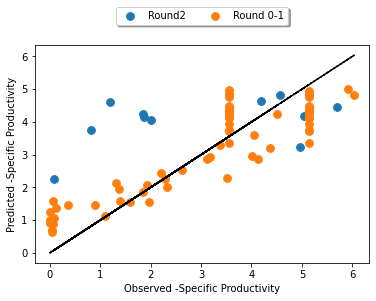 Round2 Round 0-1
6
5
4
3
2
1
0
Predicted -Specific Productivity
0 1 2 3 4 5 6
Observed -Specific Productivity